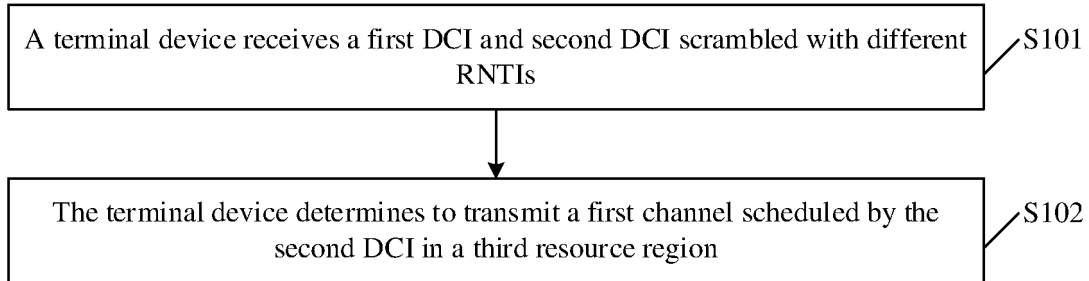 A terminal device receives a first DCI and second DCI scrambled with different
RNTIs
S101
The terminal device determines to transmit a first channel scheduled by the
second DCI in a third resource region
S102